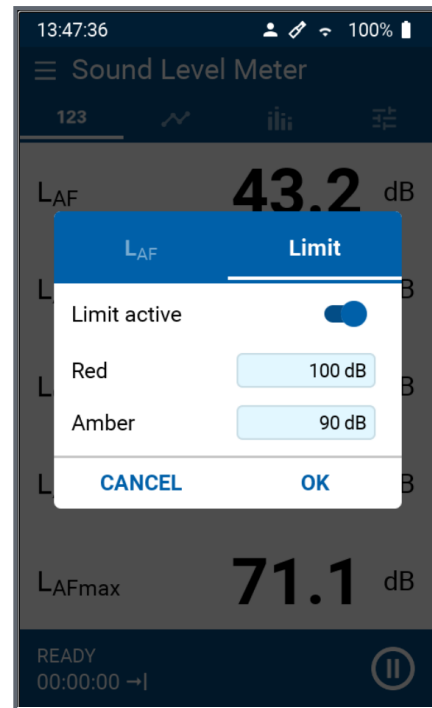 13:47:36 100%
Sound Level Meter
123
LAF 43.2 dB
LAF Limit
L B
Limit active
Red 100 dB
L B
Amber 90 dB
CANCEL OK
L B
LAFmax 71.1 dB
READY
00:00:00